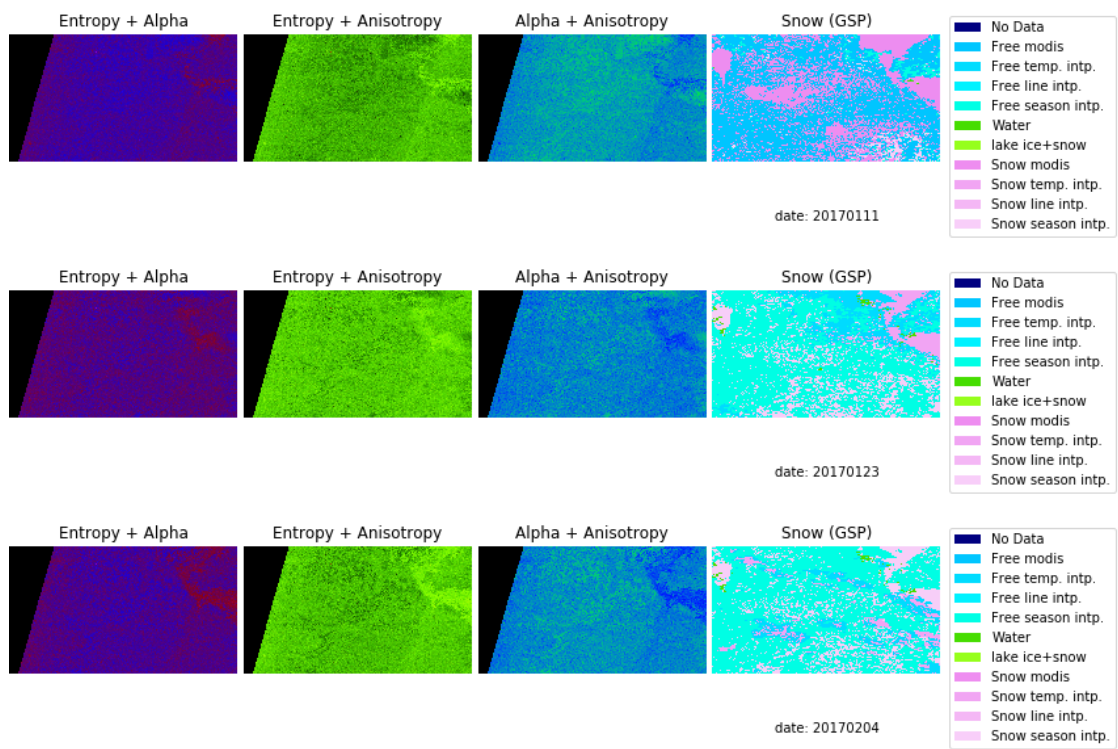 Entropy + Alpha
Entropy + Anisotropy
Alpha + Anisotropy
Snow (GSP)
No Data
Free modis
Free temp. intp.
Free line intp.
Free season intp.
Water
lake ice+snow
Snow modis
Snow temp. intp.
Snow line intp.
Snow season intp.
date: 20170111
Entropy + Alpha
Entropy + Anisotropy
Alpha + Anisotropy
Snow (GSP)
No Data
Free modis
Free temp. intp.
Free line intp.
Free season intp.
Water
lake ice+snow
Snow modis
Snow temp. intp.
Snow line intp.
Snow season intp.
date: 20170123
Entropy + Alpha
Entropy + Anisotropy
Alpha + Anisotropy
Snow (GSP)
No Data
Free modis
Free temp. intp.
Free line intp.
Free season intp.
Water
lake ice+snow
Snow modis
Snow temp. intp.
Snow line intp.
Snow season intp.
date: 20170204